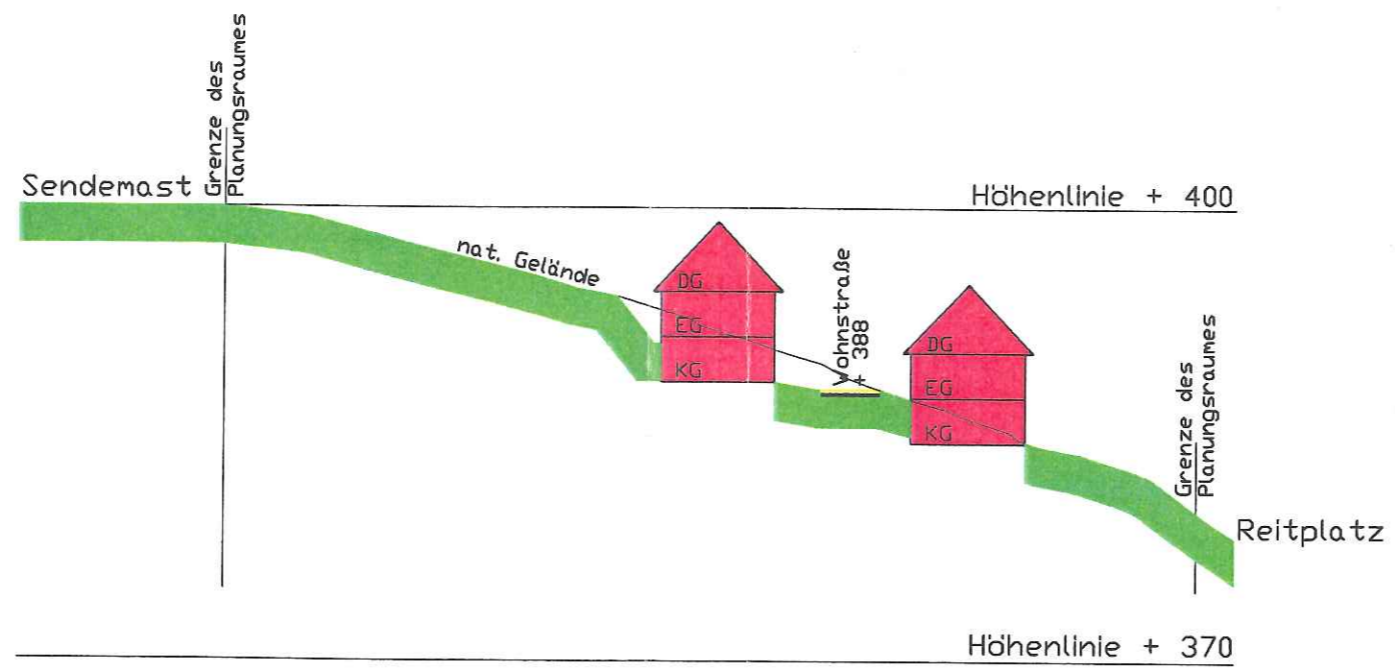 Grenze des
Planungsraumes
Sendemast
Höhenlinie + 400
nat. Gelände
DG
EG
KG
Wohnstraße
+ 388
DG
EG
KG
Grenze des
Planungsraumes
Reitplatz
Höhenlinie + 370